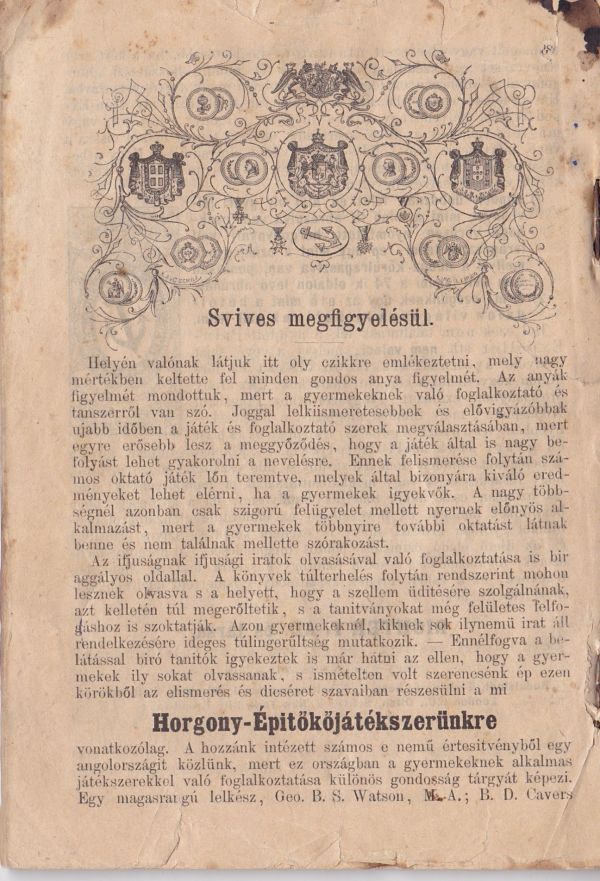 Svives megfigyelésül.
Helyén valónak látjuk itt oly czikkre emlékeztetni, mely nagy
mértékben keltette fel minden gondos anya figyelmét. Az anyák
figyelmét mondottuk, mert a gyermekeknek való foglalkoztató és
tanszerről van szó. Joggal lelkiismeretesebbek és elővigyázóbbak
ujabb időben a játék és foglalkoztató szerek megválasztásában, mert
egyre erősebb lesz a meggyőződés, hogy a játék által is nagy be-
folyást lehet gyakorolni a nevelésre. Ennek felismerése folytán szá-
mos oktató játék lőn teremtve, melyek által bizonyára kiváló ered-
ményeket lehet elérni, ha a gyermekek igyekvők. A nagy több-
ségnél azonban csak szigorú felügyelet mellett nyernek előnyös al-
kalmazást, mert a gyermekek többnyire további oktatást látnak
benne és nem találnak mellette szórakozást.
Az ifjuságnak ifjusági iratok olvasásával való foglalkoztatása is bir
aggályos oldallal. A könyvek túlterhelés folytán rendszerint mohon
lesznek olvasva s a helyett, hogy a szellem üditésére szolgálnának,
azt kelletén túl megerőltetik, s a tanitványokat még felületes felfo-
gáshoz is szoktatják. Azon gyermekeknél, kiknek sok ilynemű irat áll
rendelkezésére ideges túlingerültség mutatkozik. — Ennélfogva a be-
látással biró tanitók igyekeztek is már hátni az ellen, hogy a gyer-
mekek ily sokat olvassanak, s ismételten volt szerencsénk ép ezen
körökből az elismerés és dicséret szavaiban részesülni a mi
Horgony-Épitőkőjátékszerünkre
vonatkozólag. A hozzánk intézett számos e nemű értesitvényből egy
angolországit közlünk, mert ez országban a gyermekeknek alkalmas
játékszerekkel való foglalkoztatása különös gondosság tárgyát képezi.
Egy magasrangú lelkész, Geo. B. S. Watson, M. A.; B. D. Cavers